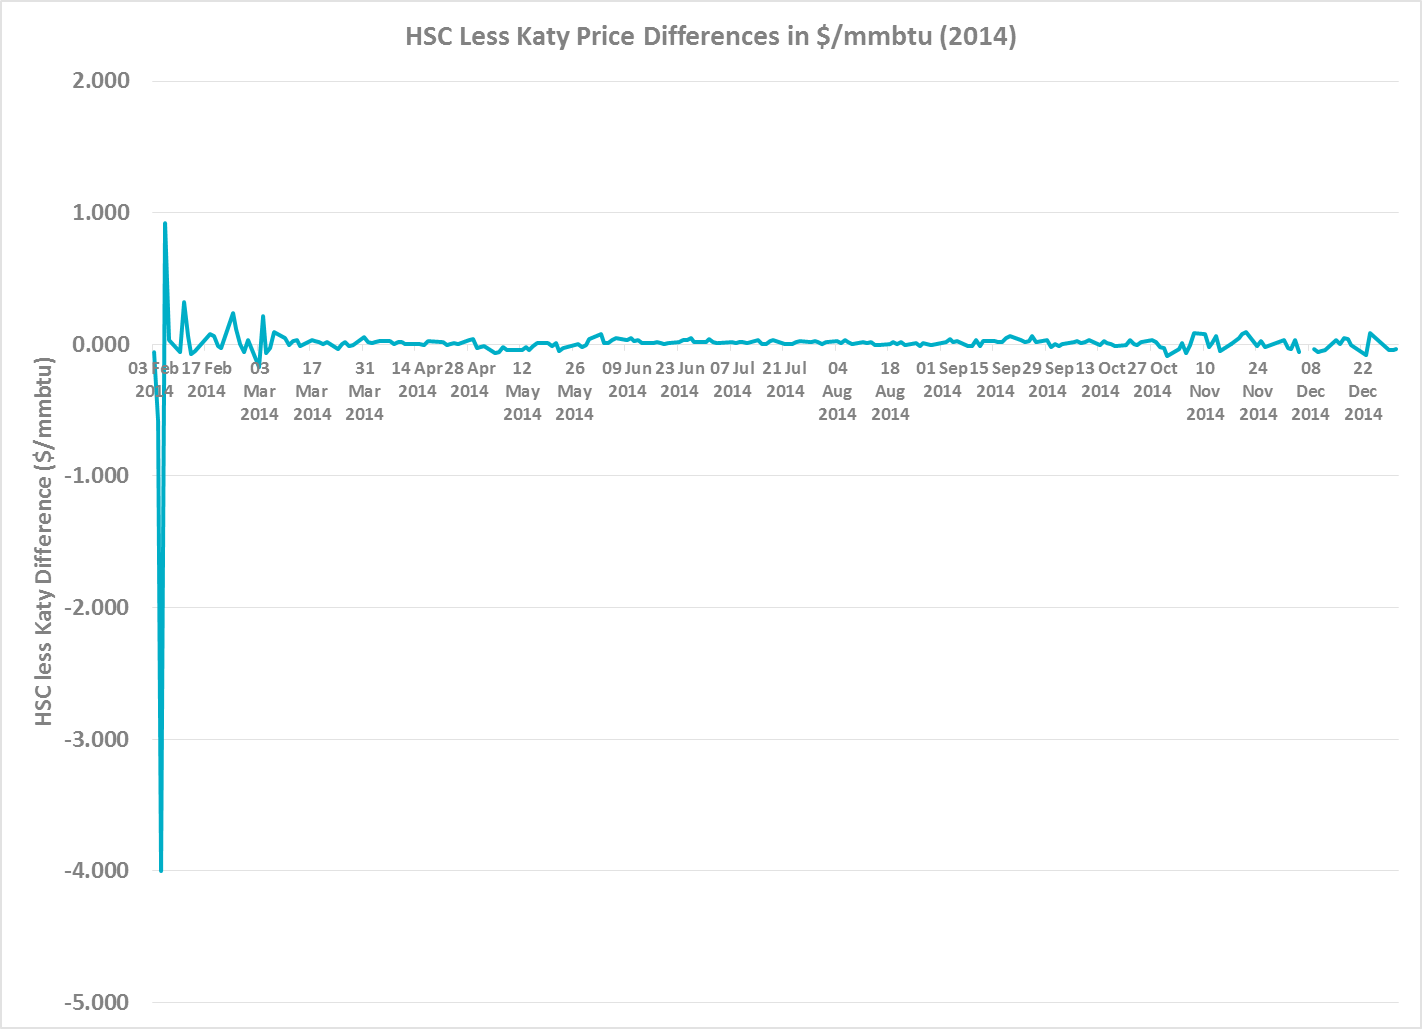 HSC Less Katy Price Differences in $/mmbtu (2014)
2.000
1.000
0.000
-1.000
-2.000
-3.000
-4.000
-5.000
HSC less Katy Difference ($/mmbtu)
03 Feb 2014
17 Feb 2014
03 Mar 2014
17 Mar 2014
31 Mar 2014
14 Apr 2014
28 Apr 2014
12 May 2014
26 May 2014
09 Jun 2014
23 Jun 2014
07 Jul 2014
21 Jul 2014
04 Aug 2014
18 Aug 2014
01 Sep 2014
15 Sep 2014
29 Sep 2014
13 Oct 2014
27 Oct 2014
10 Nov 2014
24 Nov 2014
08 Dec 2014
22 Dec 2014